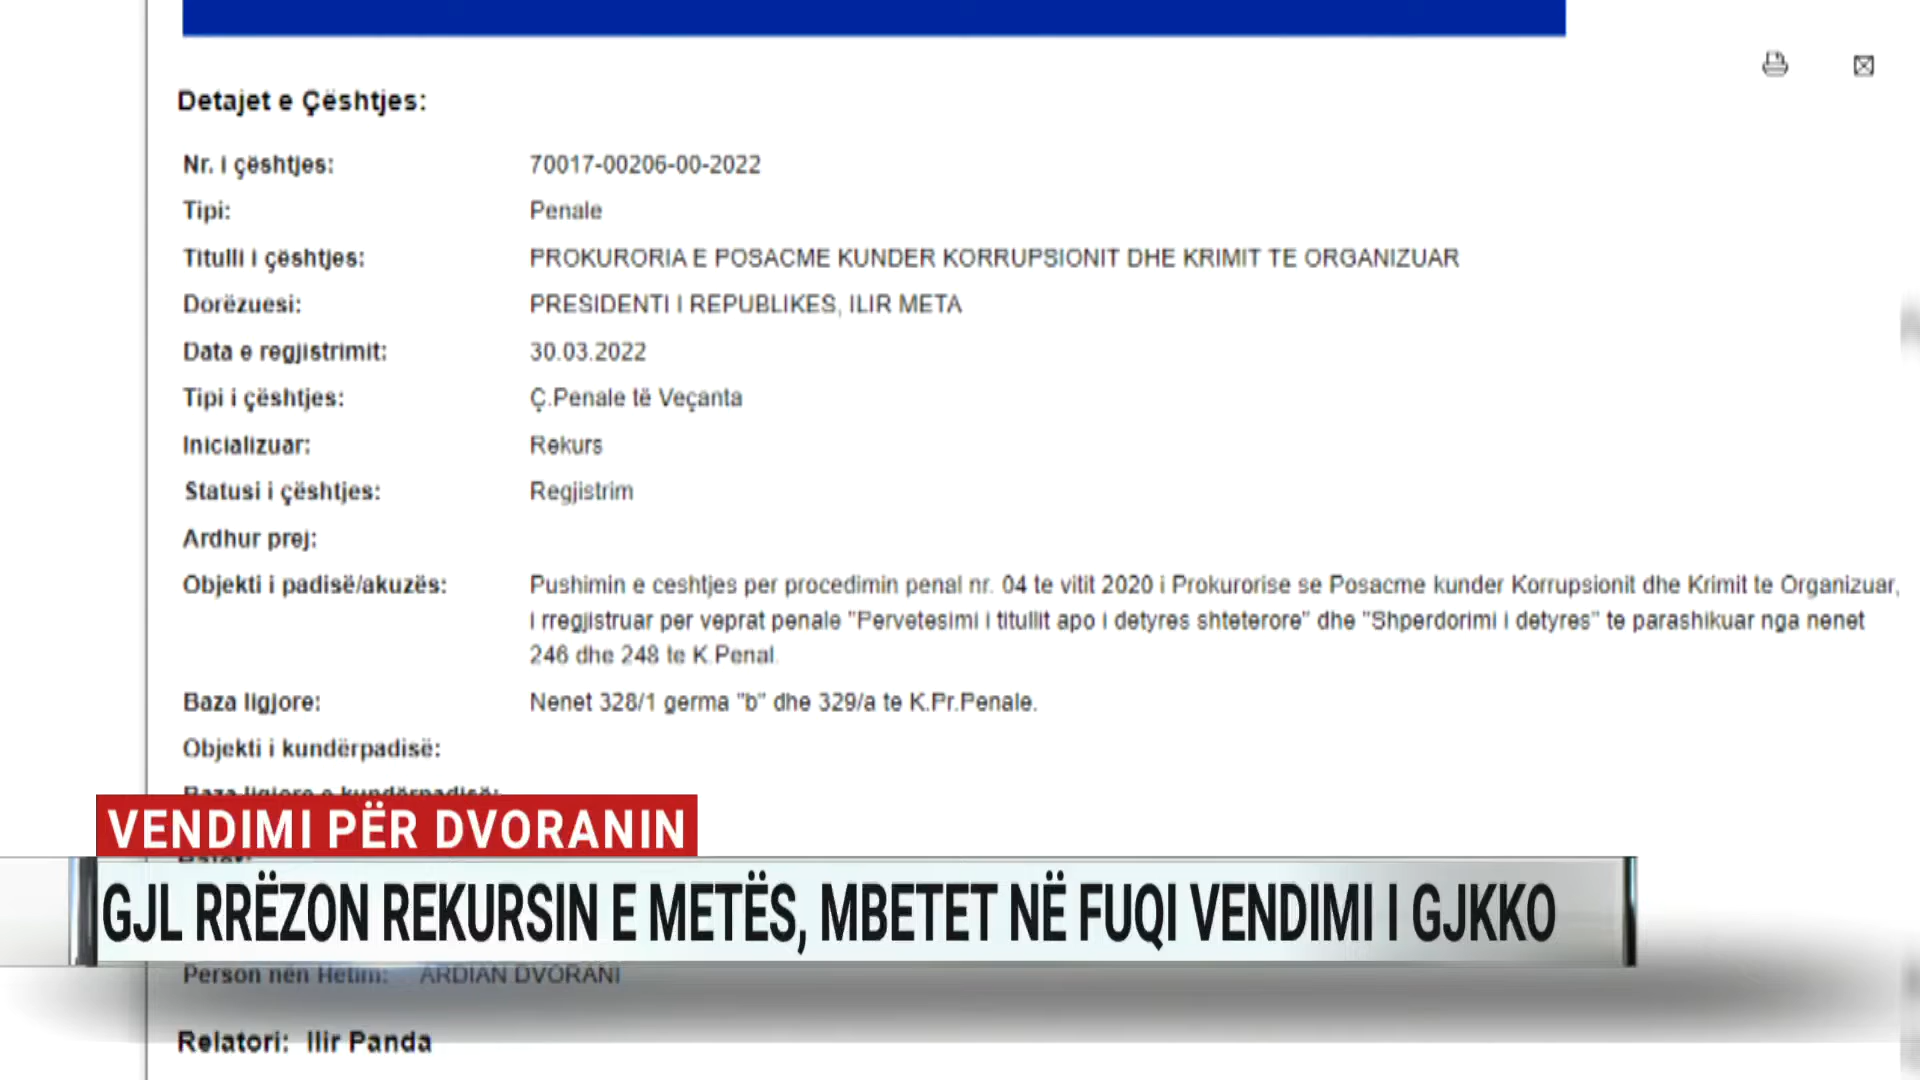 Detajet e Çështjes:
Nr. i çështjes: 70017-00206-00-2022
Tipi: Penale
Titulli i çështjes: PROKURORIA E POSACME KUNDER KORRUPSIONIT DHE KRIMIT TE ORGANIZUAR
Dorëzuesi: PRESIDENTI I REPUBLIKES, ILIR META
Data e regjistrimit: 30.03.2022
Tipi i çështjes: Ç.Penale të Veçanta
Inicializuar: Rekurs
Statusi i çështjes: Regjistrim
Ardhur prej:
Objekti i padisë/akuzës: Pushimin e ceshtjes per procedimin penal nr. 04 te vitit 2020 i Prokurorise se Posacme kunder Korrupsionit dhe Krimit te Organizuar,
i rregjistruar per veprat penale "Pervetesimi i titullit apo i detyres shteterore" dhe "Shperdorimi i detyres" te parashikuar nga nenet
246 dhe 248 te K.Penal.
Baza ligjore: Nenet 328/1 germa "b" dhe 329/a te K.Pr.Penale.
Objekti i kundërpadisë:
Baza ligjore e kundërpadisë:
VENDIMI PËR DVORANIN
GJL RRËZON REKURSIN E METËS, MBETET NË FUQI VENDIMI I GJKKO
Person nën Hetim: ARDIAN DVORANI
Relatori: Ilir Panda